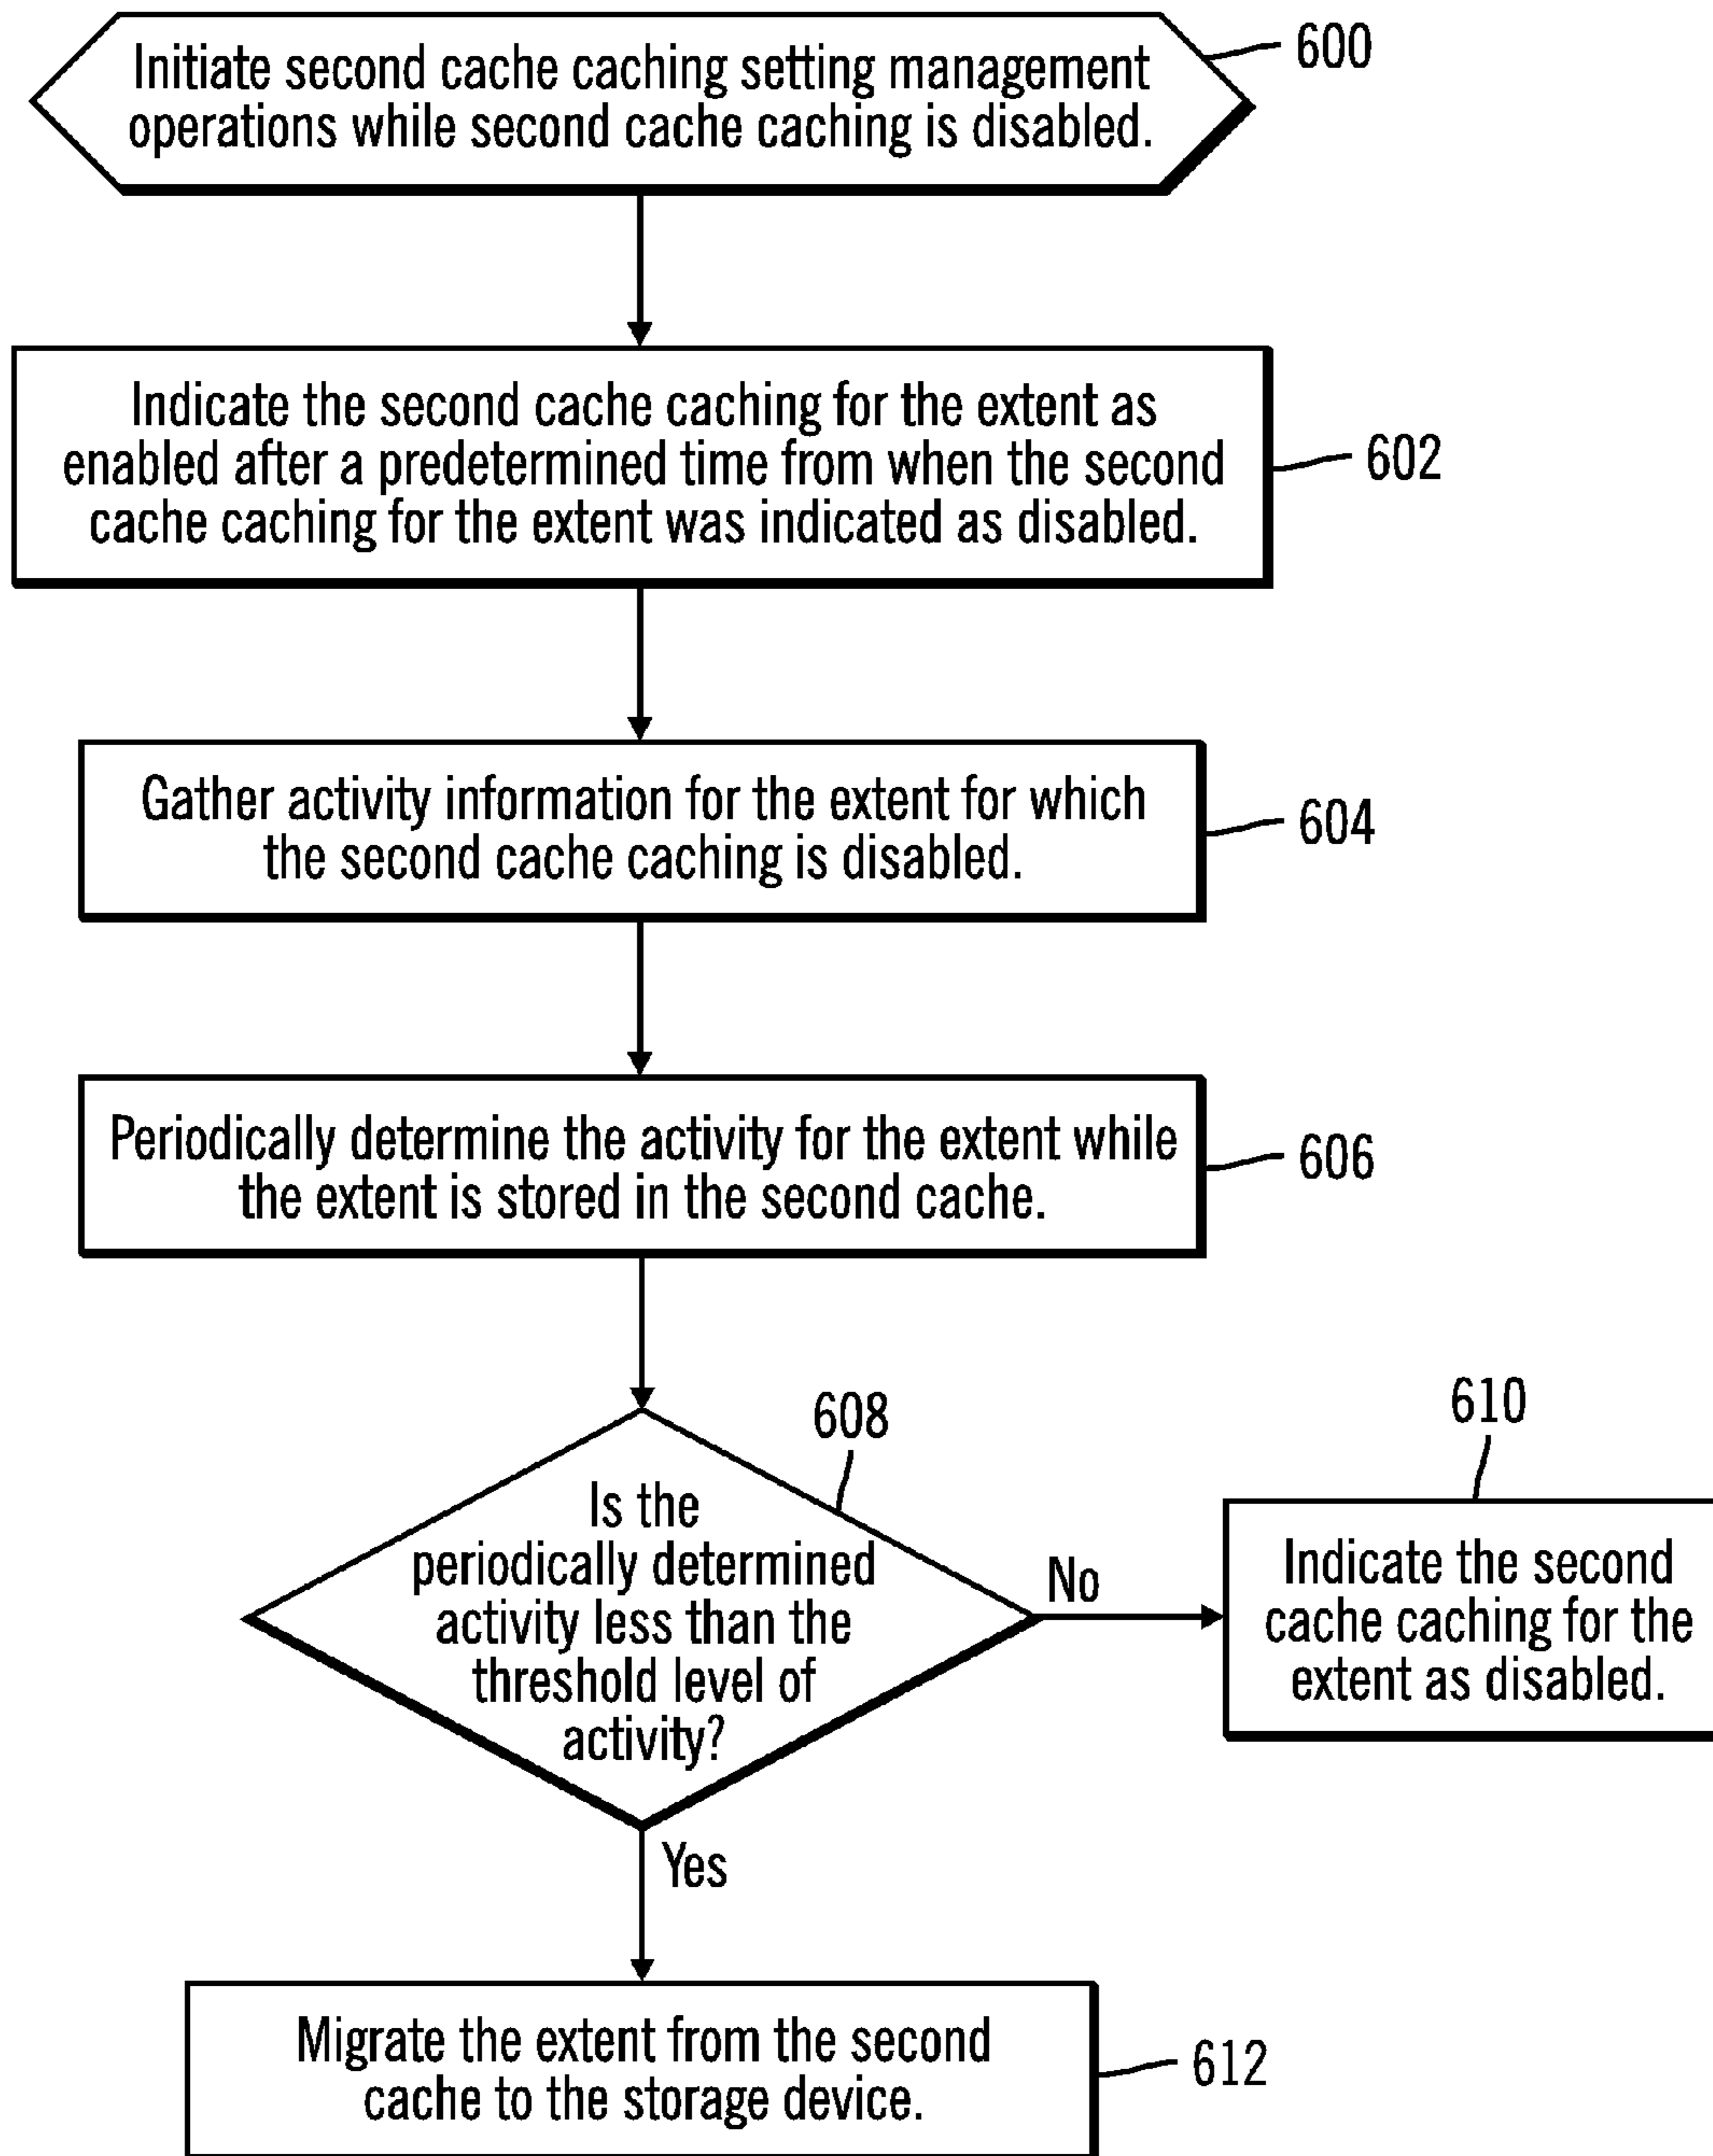 Initiate second cache caching setting management
operations while second cache caching is disabled.
600
Indicate the second cache caching for the extent as
enabled after a predetermined time from when the second
cache caching for the extent was indicated as disabled.
602
Gather activity information for the extent for which
the second cache caching is disabled.
604
Periodically determine the activity for the extent while
the extent is stored in the second cache.
606
608
Is the
periodically determined
activity less than the
threshold level of
activity?
No
610
Indicate the second
cache caching for the
extent as disabled.
Yes
Migrate the extent from the second
cache to the storage device.
612